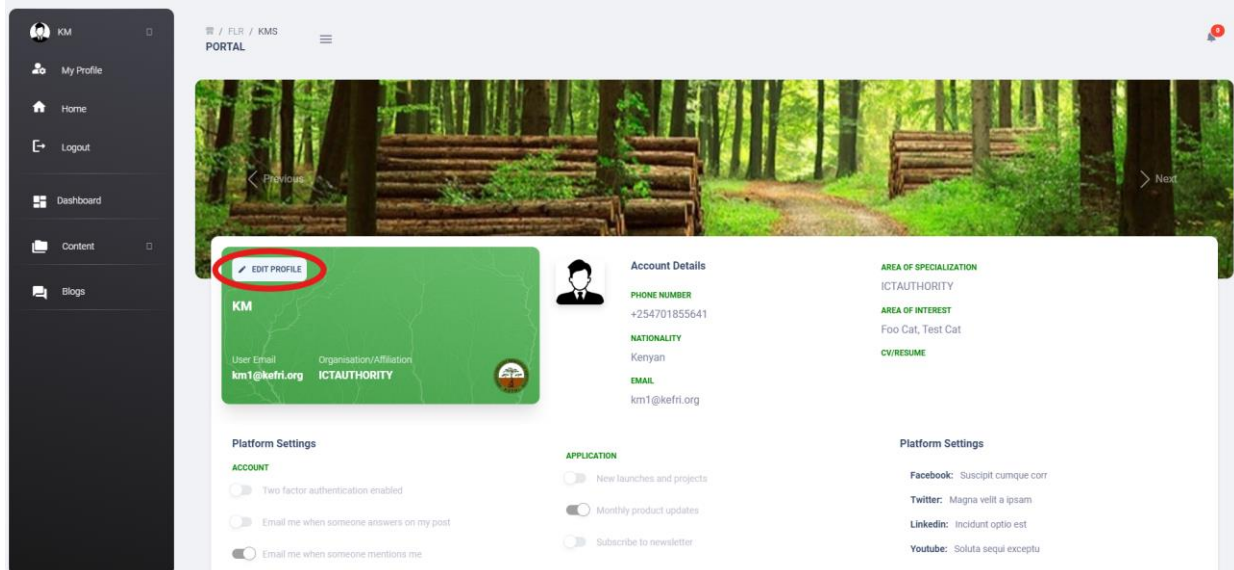 KM
My Profile
Home
Logout
Dashboard
Content
Blogs
/ FLR / KMS
PORTAL
0
Previous
Next
EDIT PROFILE
KM
User Email
km1@kefri.org
Organisation/Affiliation
ICTAUTHORITY
Account Details
PHONE NUMBER
+254701855641
NATIONALITY
Kenyan
EMAIL
km1@kefri.org
AREA OF SPECIALIZATION
ICTAUTHORITY
AREA OF INTEREST
Foo Cat, Test Cat
CV/RESUME
Platform Settings
ACCOUNT
Two factor authentication enabled
Email me when someone answers on my post
Email me when someone mentions me
APPLICATION
New launches and projects
Monthly product updates
Subscribe to newsletter
Platform Settings
Facebook: Suscipit cumque corr
Twitter: Magna velit a ipsam
Linkedin: Incidunt optio est
Youtube: Soluta sequi exceptu